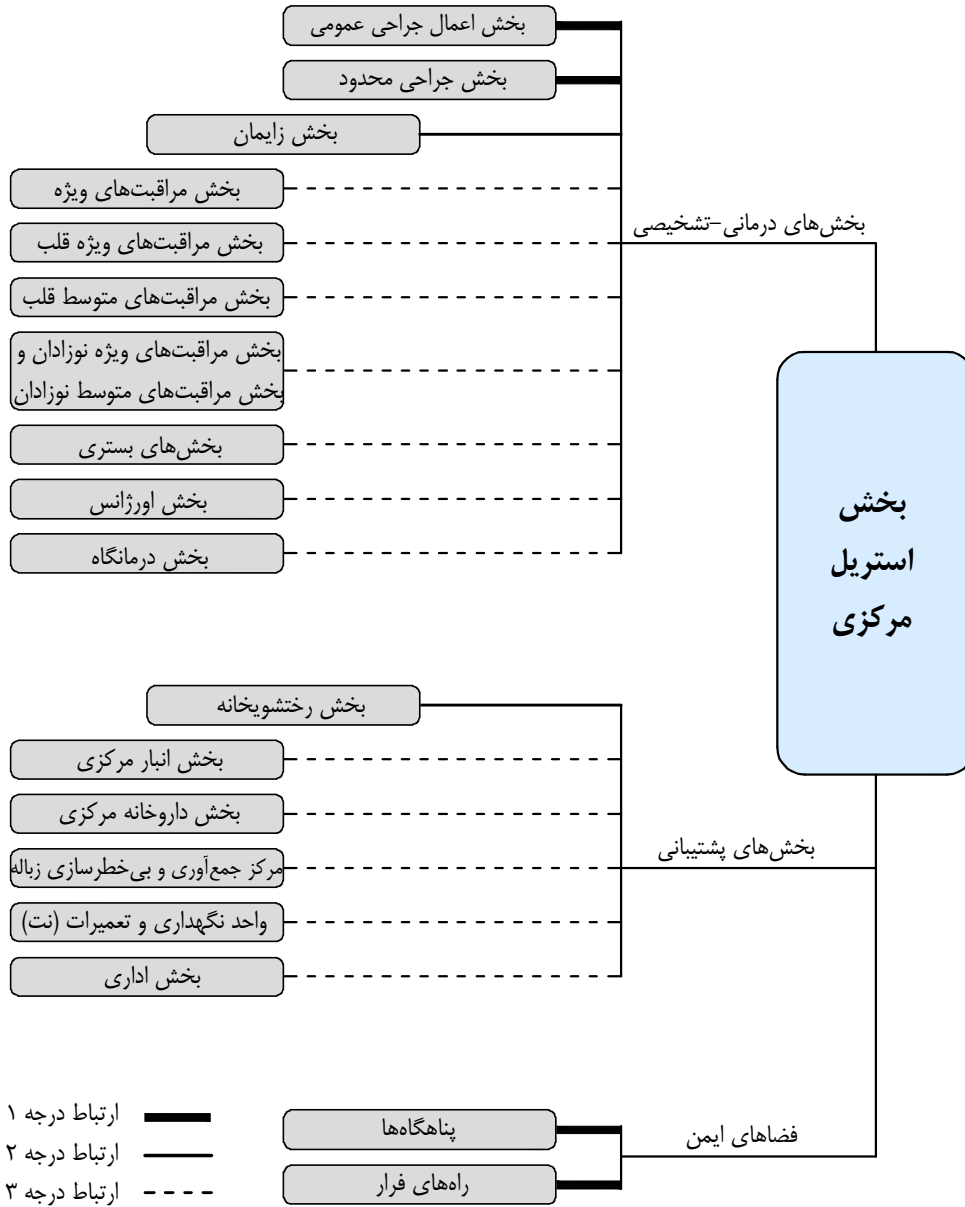 بخش اعمال جراحی عمومی
بخش جراحی محدود
بخش زایمان
بخش مراقبت‌های ویژه
بخش‌های درمانی-تشخیصی
بخش مراقبت‌های ویژه قلب
بخش مراقبت‌های متوسط قلب
بخش مراقبت‌های ویژه نوزادان و
بخش مراقبت‌های متوسط نوزادان
بخش‌های بستری
بخش اورژانس
بخش درمانگاه
بخش
استریل
مرکزی
بخش رختشویخانه
بخش انبار مرکزی
بخش داروخانه مرکزی
بخش‌های پشتیبانی
مرکز جمع‌آوری و بی‌خطرسازی زباله
واحد نگهداری و تعمیرات (نت)
بخش اداری
فضاهای ایمن
پناهگاه‌ها
راه‌های فرار
ارتباط درجه ۱
ارتباط درجه ۲
ارتباط درجه ۳